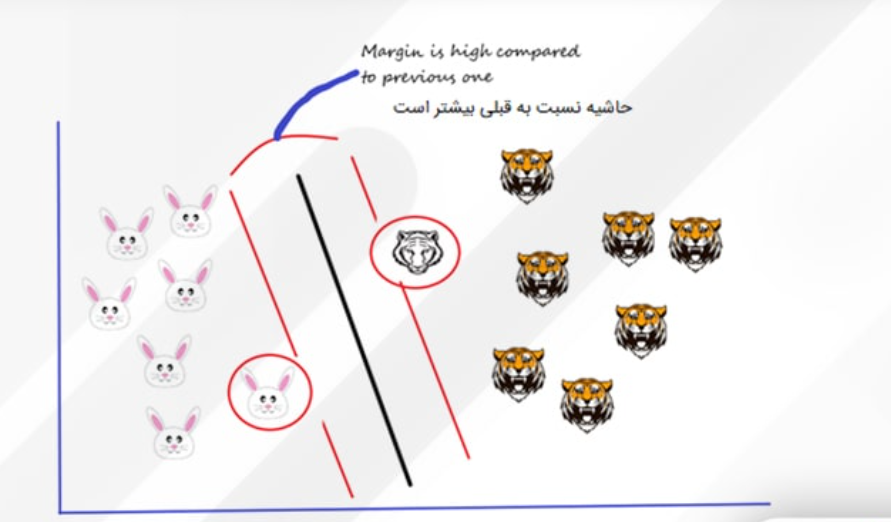 Margin is high compared
to previous one
حاشیه نسبت به قبلی بیشتر است